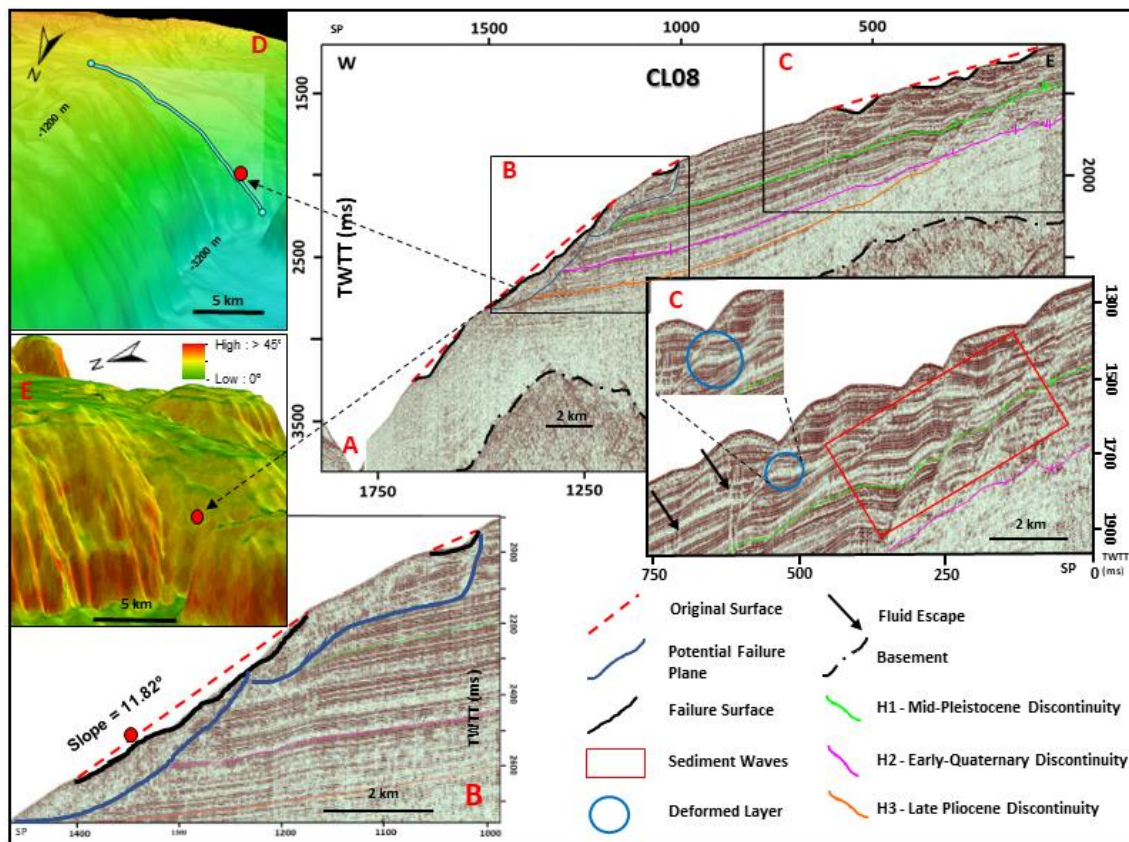 D
N
-1200 m
-3200 m
5 km
E
N
High : > 45°
Low : 0°
5 km
SP
1500
1000
500
W
CL08
C
E
1500
2000
B
TWTT (ms)
2500
3500
2 km
A
1750
1250
C
1300
1500
1700
1900
2 km
TWTT
(ms)
750
500
250
SP
0
Slope = 11.82°
2000
2200
2400
2600
TWTT (ms)
2 km
B
SP
1400
1300
1200
1100
1000
Original Surface
Potential Failure
Plane
Failure Surface
Sediment Waves
Deformed Layer
Fluid Escape
Basement
H1 - Mid-Pleistocene Discontinuity
H2 - Early-Quaternary Discontinuity
H3 - Late Pliocene Discontinuity